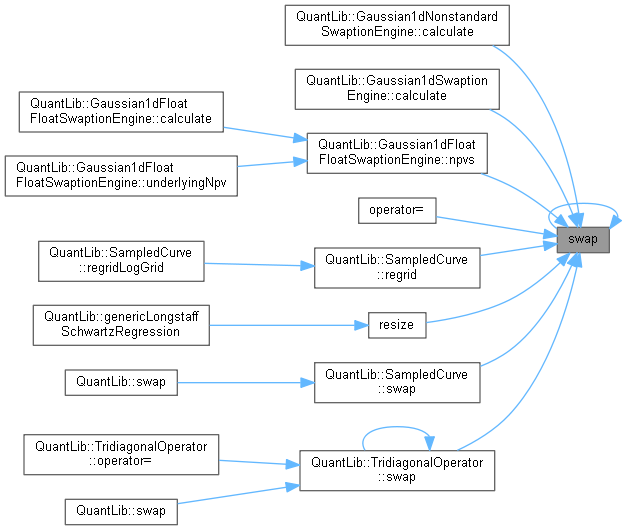 QuantLib::Gaussian1dNonstandard
SwaptionEngine::calculate
QuantLib::Gaussian1dSwaption
Engine::calculate
QuantLib::Gaussian1dFloat
FloatSwaptionEngine::calculate
QuantLib::Gaussian1dFloat
FloatSwaptionEngine::npvs
QuantLib::Gaussian1dFloat
FloatSwaptionEngine::underlyingNpv
operator=
swap
QuantLib::SampledCurve
::regridLogGrid
QuantLib::SampledCurve
::regrid
QuantLib::genericLongstaff
SchwartzRegression
resize
QuantLib::swap
QuantLib::SampledCurve
::swap
QuantLib::TridiagonalOperator
::operator=
QuantLib::TridiagonalOperator
::swap
QuantLib::swap